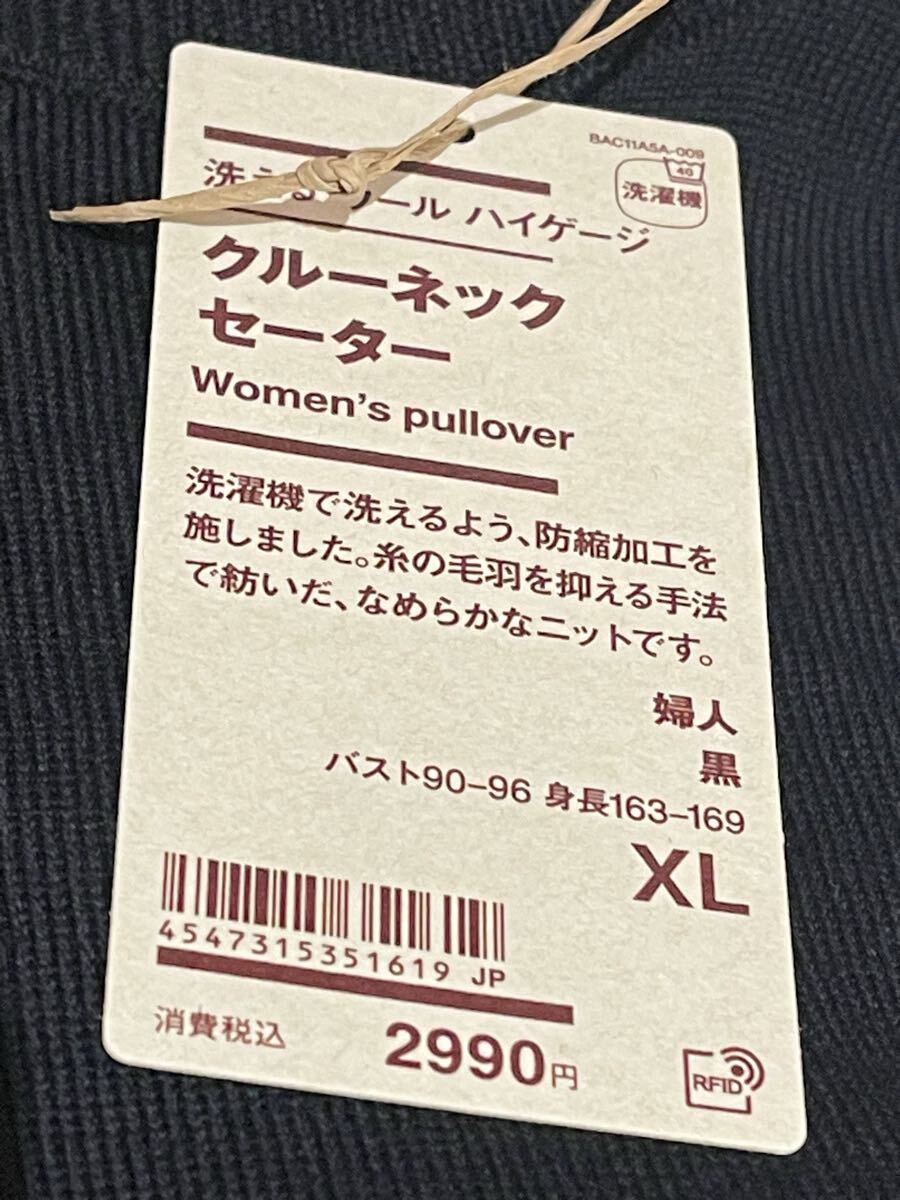 BAC11A5A-009
40
洗濯機
洗える ウール ハイゲージ
クルーネック
セーター
Women's pullover
洗濯機で洗えるよう、防縮加工を
施しました。糸の毛羽を抑える手法
で紡いだ、なめらかなニットです。
婦人
黒
バスト90-96 身長163-169
XL
4547315351619 JP
消費税込 2990円
RFID